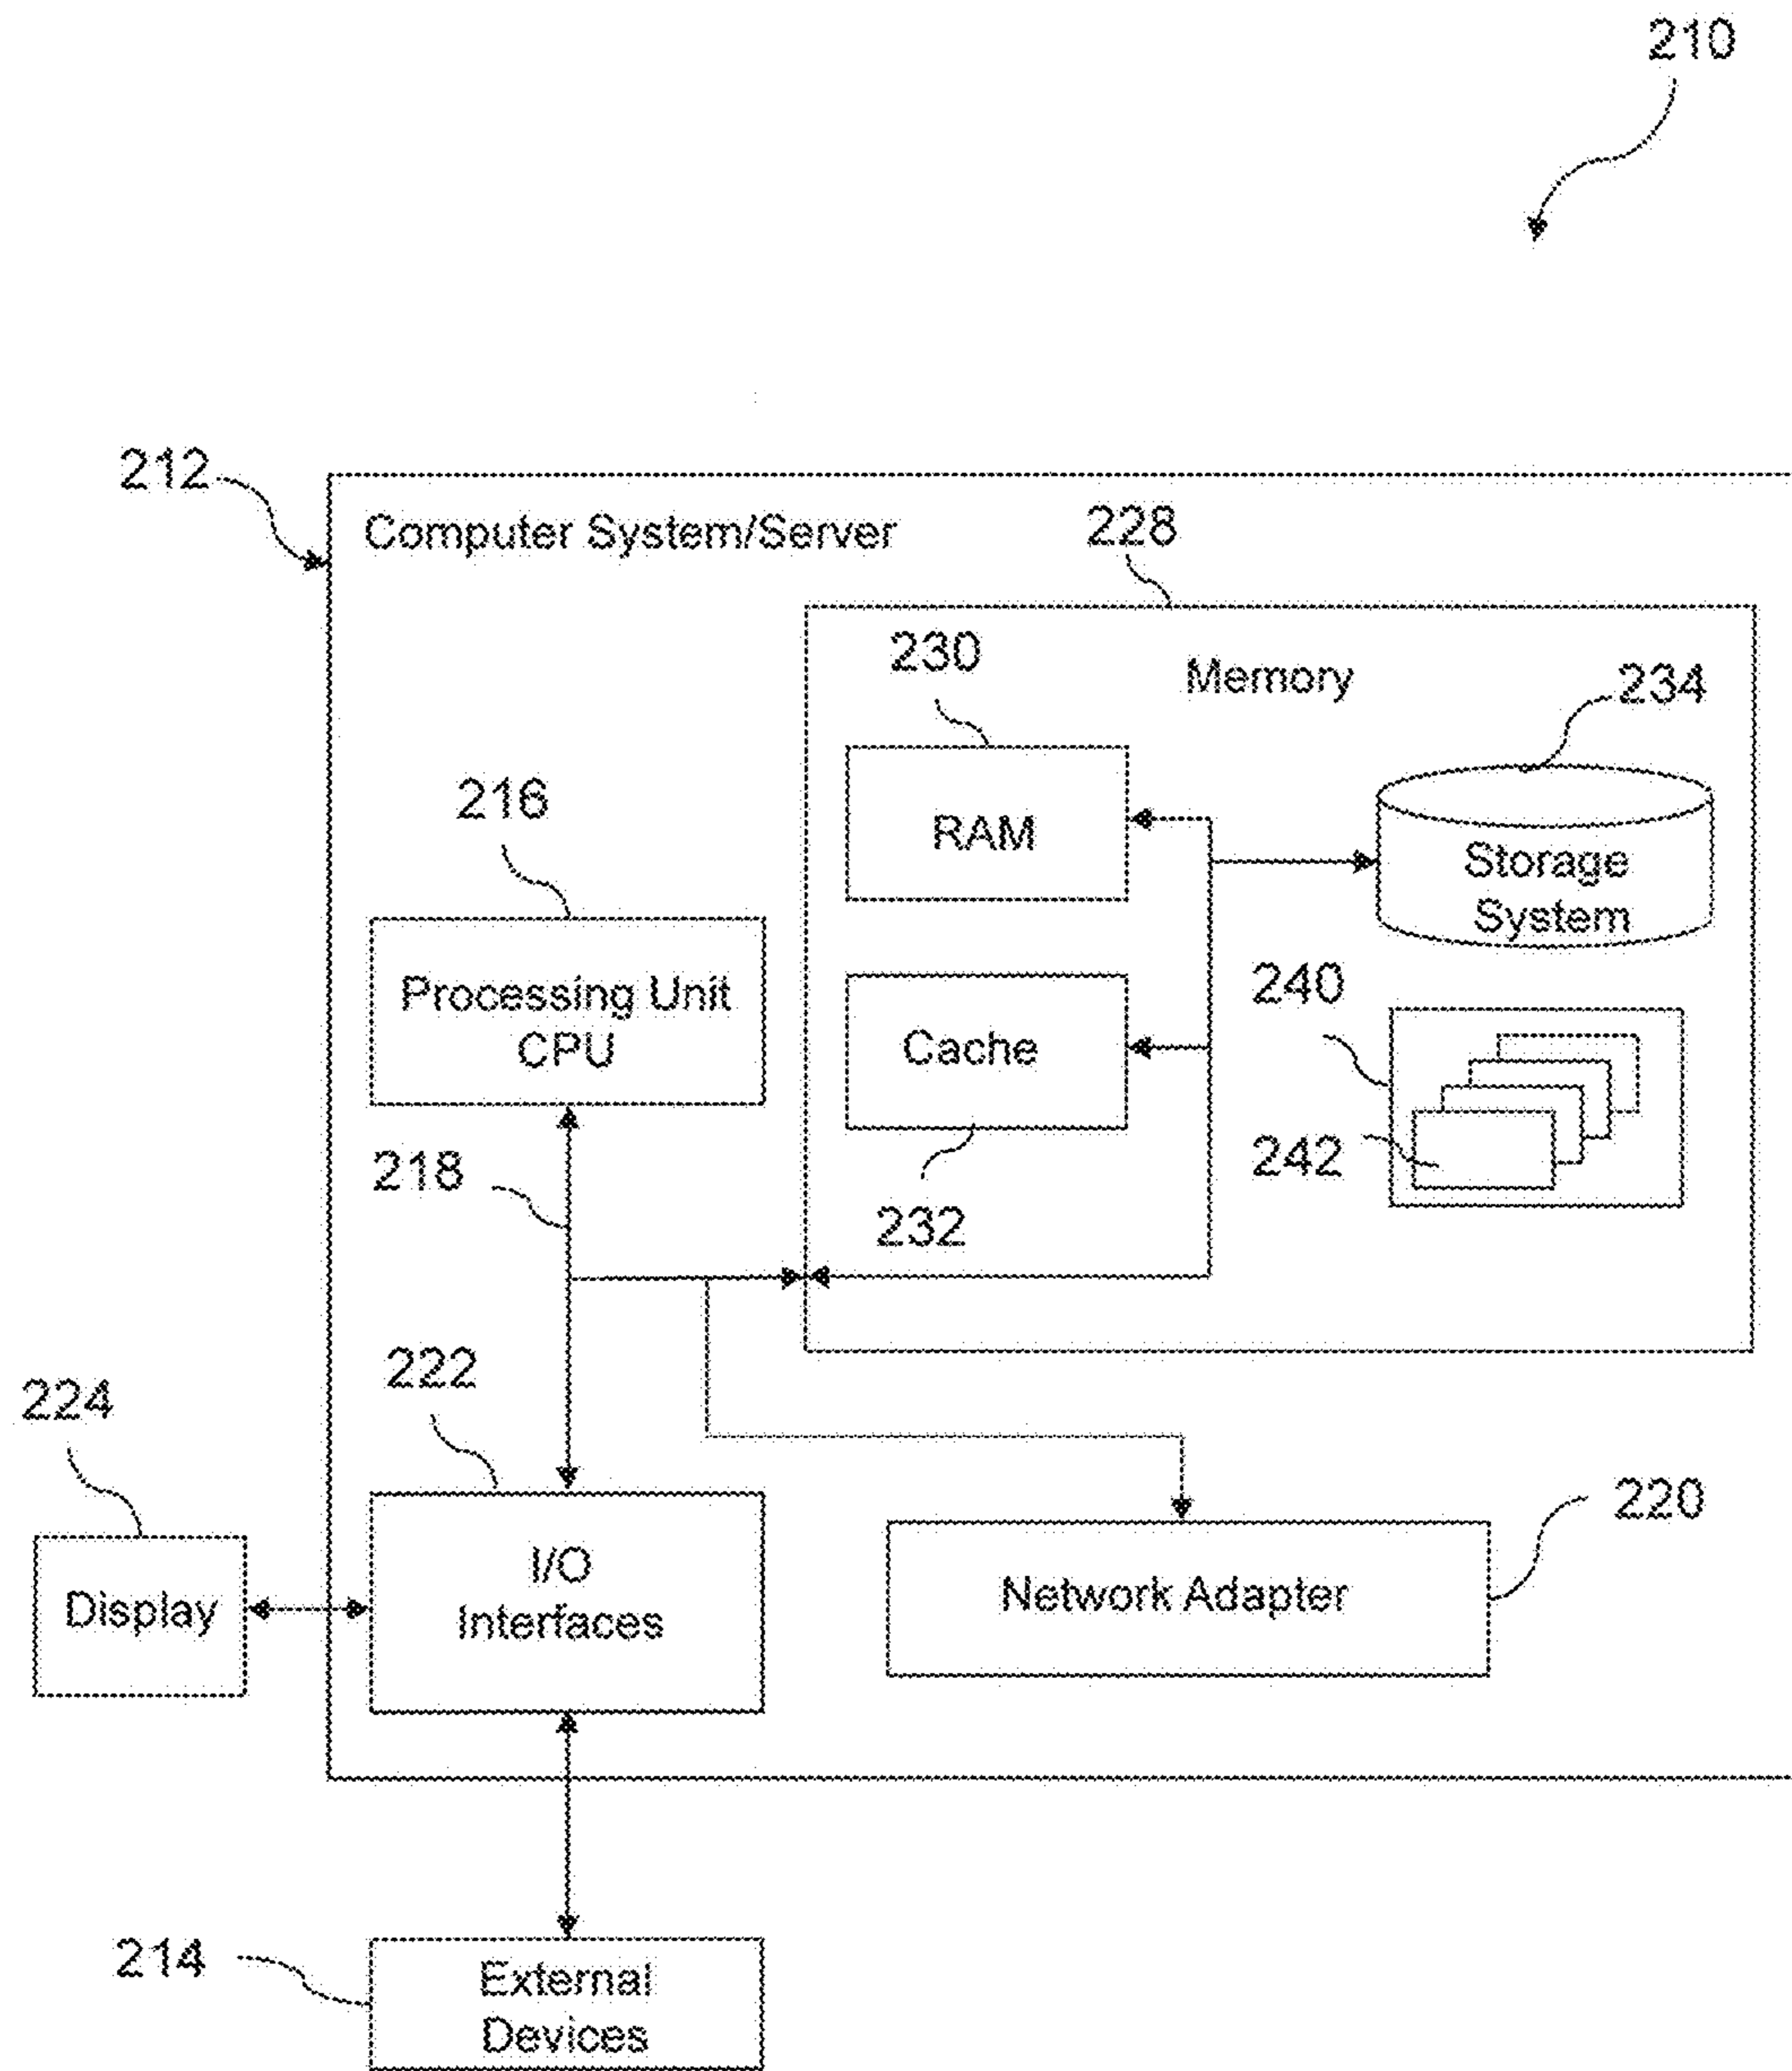 210
212
Computer System/Server
228
230
Memory
234
216
RAM
Storage
System
Processing Unit
CPU
240
Cache
218
242
232
222
224
220
I/O
Interfaces
Display
Network Adapter
214
External
Devices